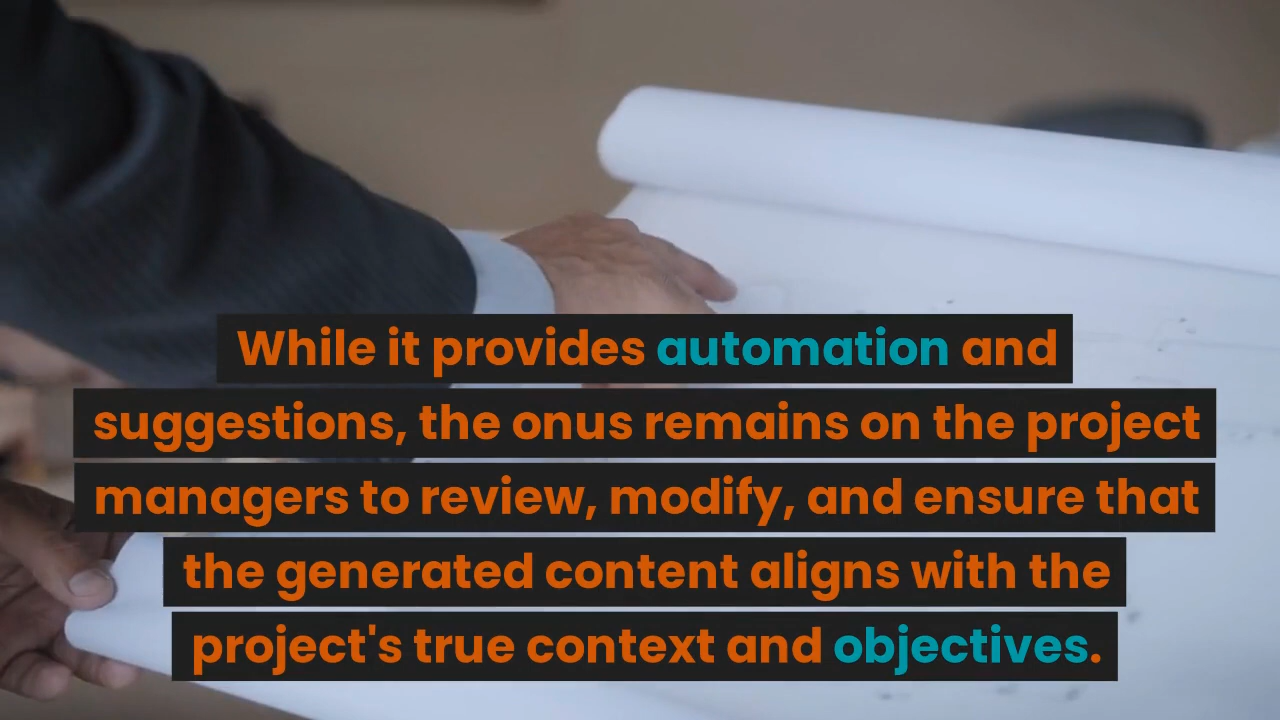 While it provides automation and
suggestions, the onus remains on the project
managers to review, modify, and ensure that
the generated content aligns with the
project's true context and objectives.